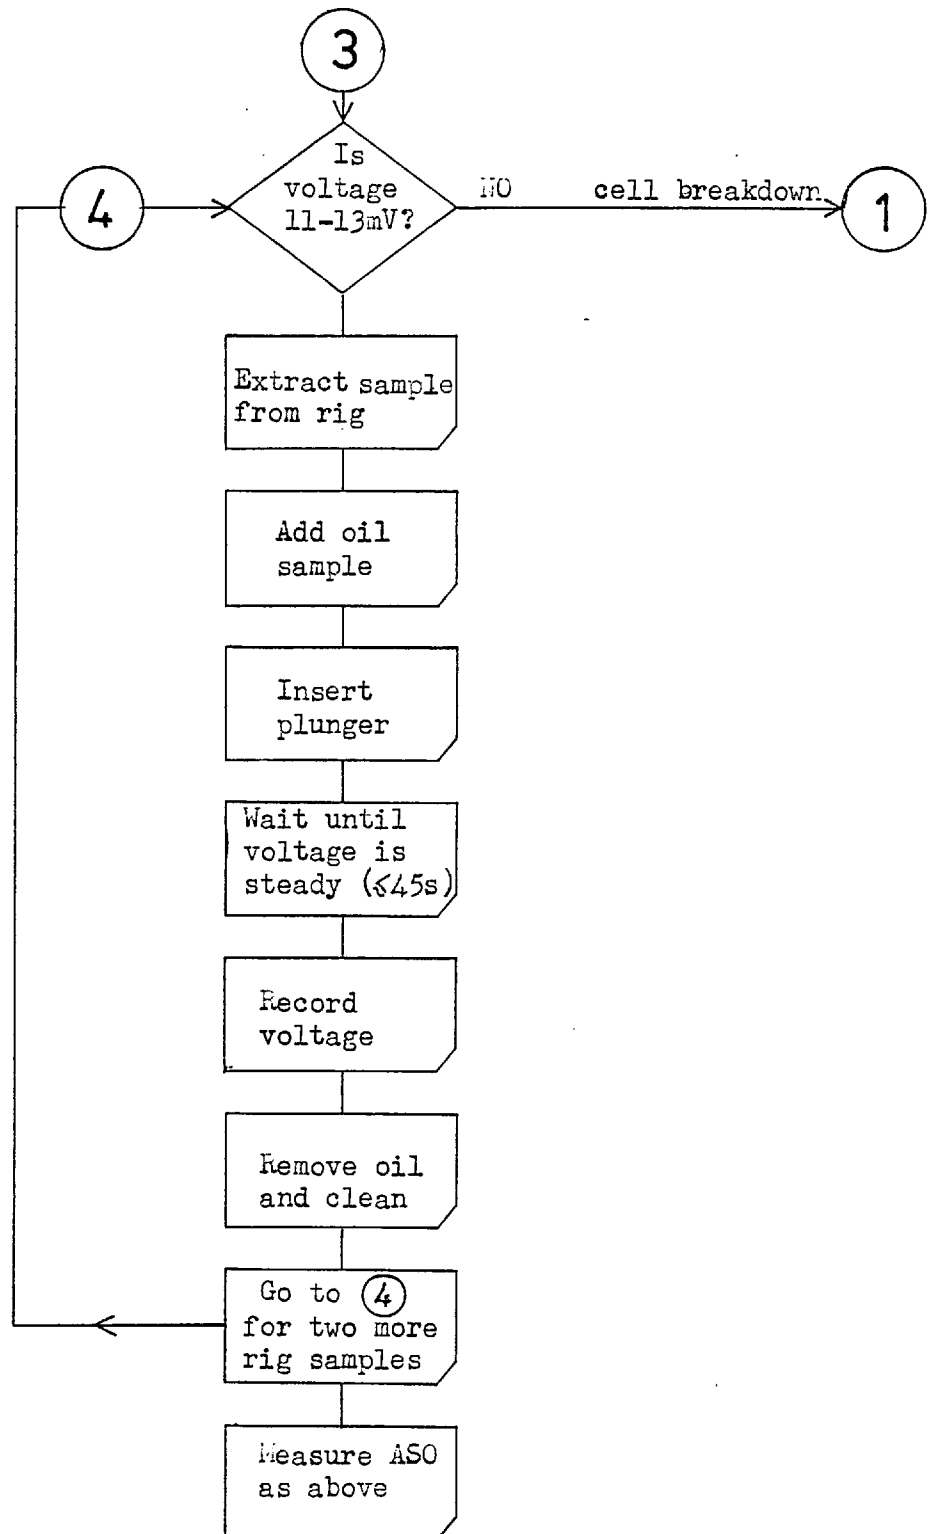 3
Is
voltage
11-13mV?
4
NO
cell breakdown
1
Extract sample
from rig
Add oil
sample
Insert
plunger
Wait until
voltage is
steady (≤45s)
Record
voltage
Remove oil
and clean
Go to 4
for two more
rig samples
Measure ASO
as above